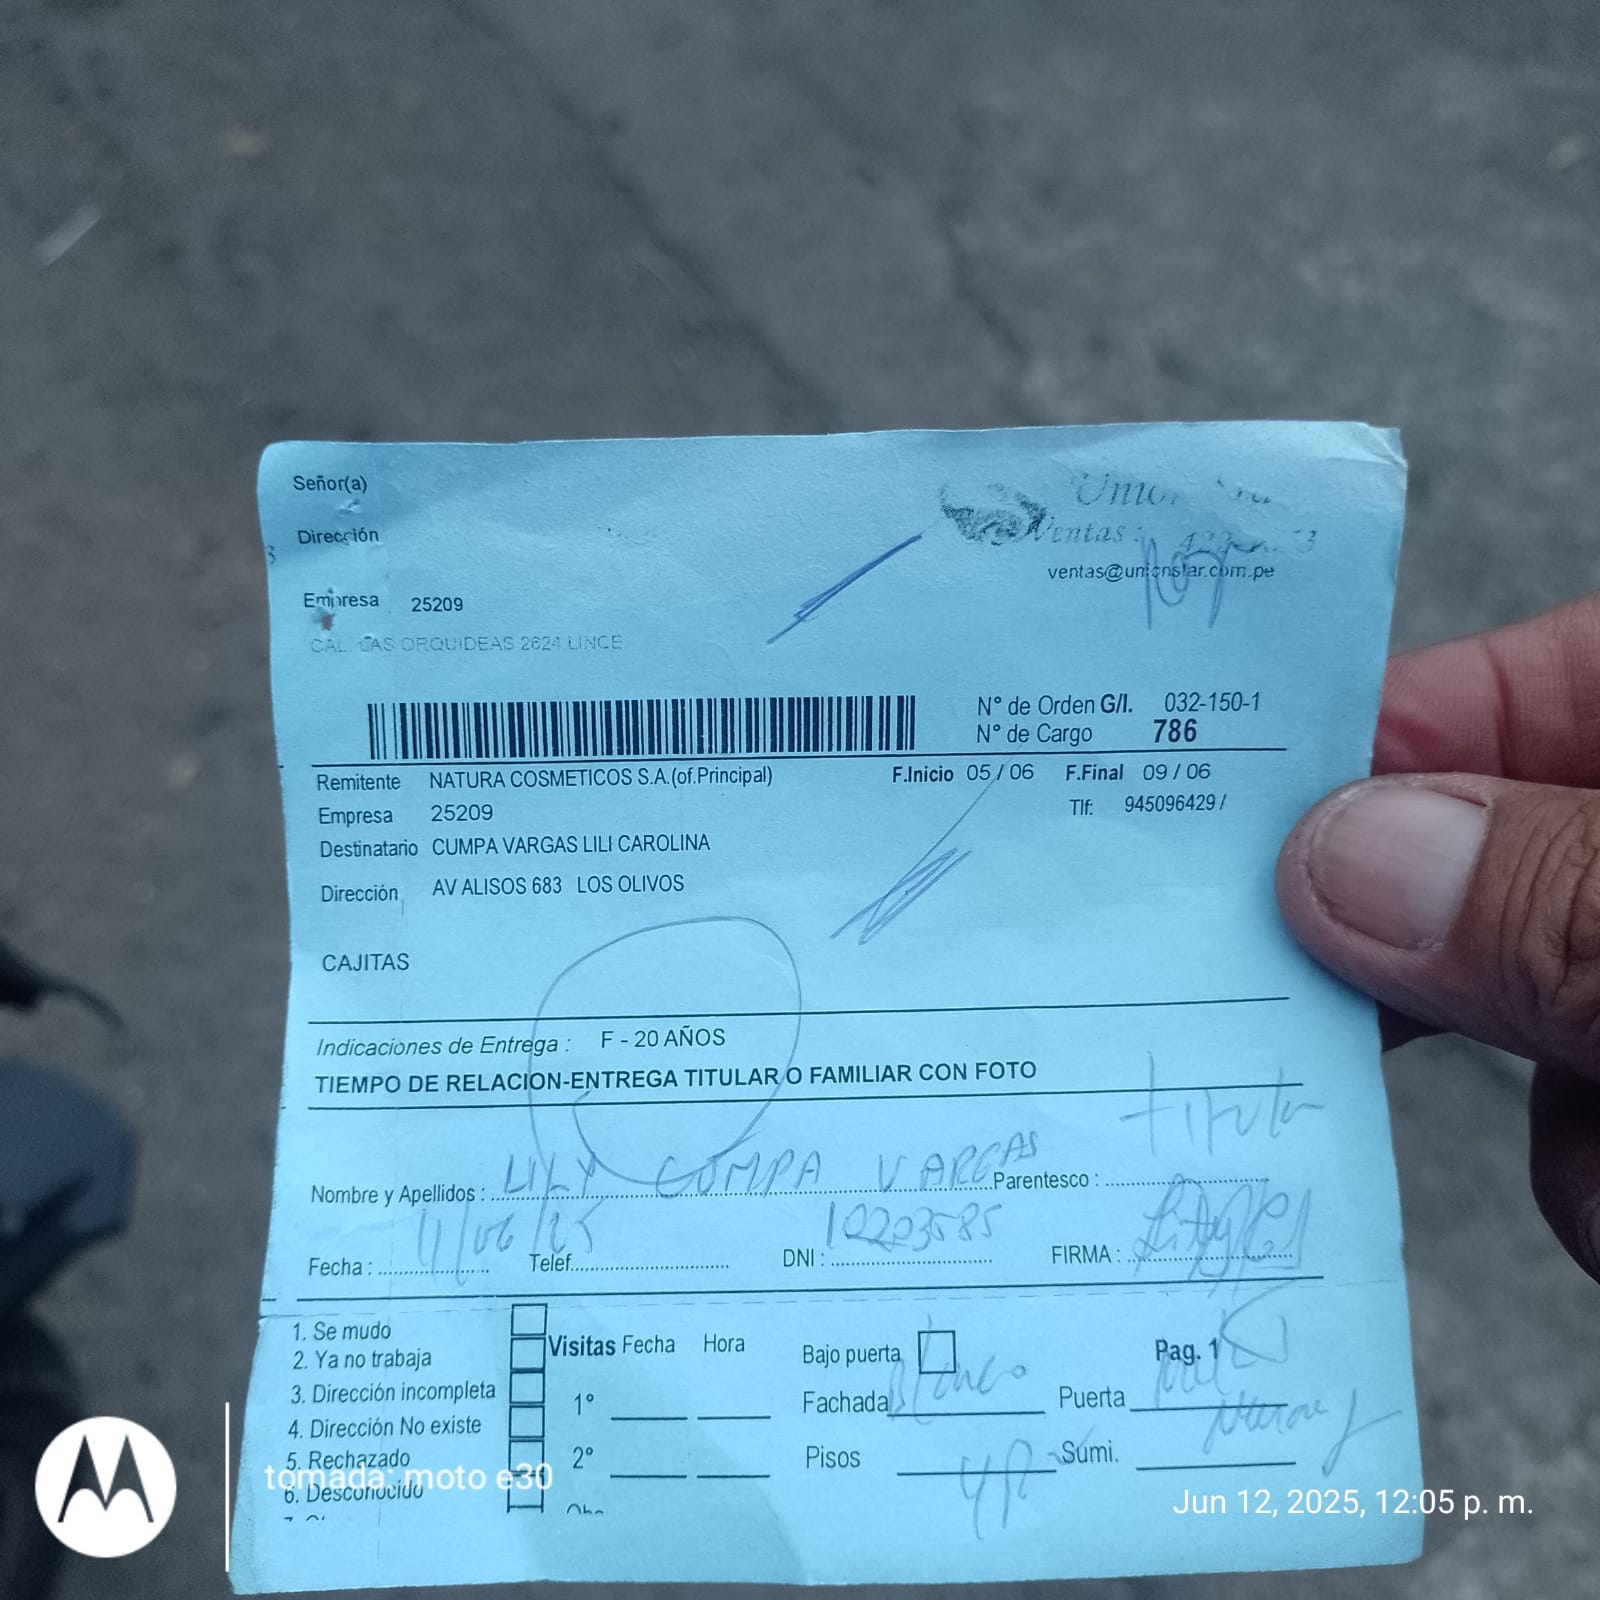 Señor(a)
Dirección
Ventas :
ventas@unionstar.com.pe
Empresa 25209
CAL. LAS ORQUIDEAS 2624 LINCE
N° de Orden G/I. 032-150-1
N° de Cargo 786
Remitente NATURA COSMETICOS S.A.(of.Principal) F.Inicio 05 / 06 F.Final 09 / 06
Empresa 25209 Tlf: 945096429 /
Destinatario CUMPA VARGAS LILI CAROLINA
Dirección AV ALISOS 683 LOS OLIVOS
CAJITAS
Indicaciones de Entrega : F - 20 AÑOS
TIEMPO DE RELACION-ENTREGA TITULAR O FAMILIAR CON FOTO
Titular
Nombre y Apellidos : LILY CUMPA VARGAS Parentesco :
Fecha : 11/06/25 Telef. DNI : 10203585 FIRMA :
1. Se mudo
2. Ya no trabaja
3. Dirección incompleta
4. Dirección No existe
5. Rechazado
6. Desconocido
Visitas Fecha Hora
1°
2°
Bajo puerta Pag. 1
Fachada Blanco Puerta
Pisos 4P Sumi.
tomada: moto e30
Jun 12, 2025, 12:05 p. m.